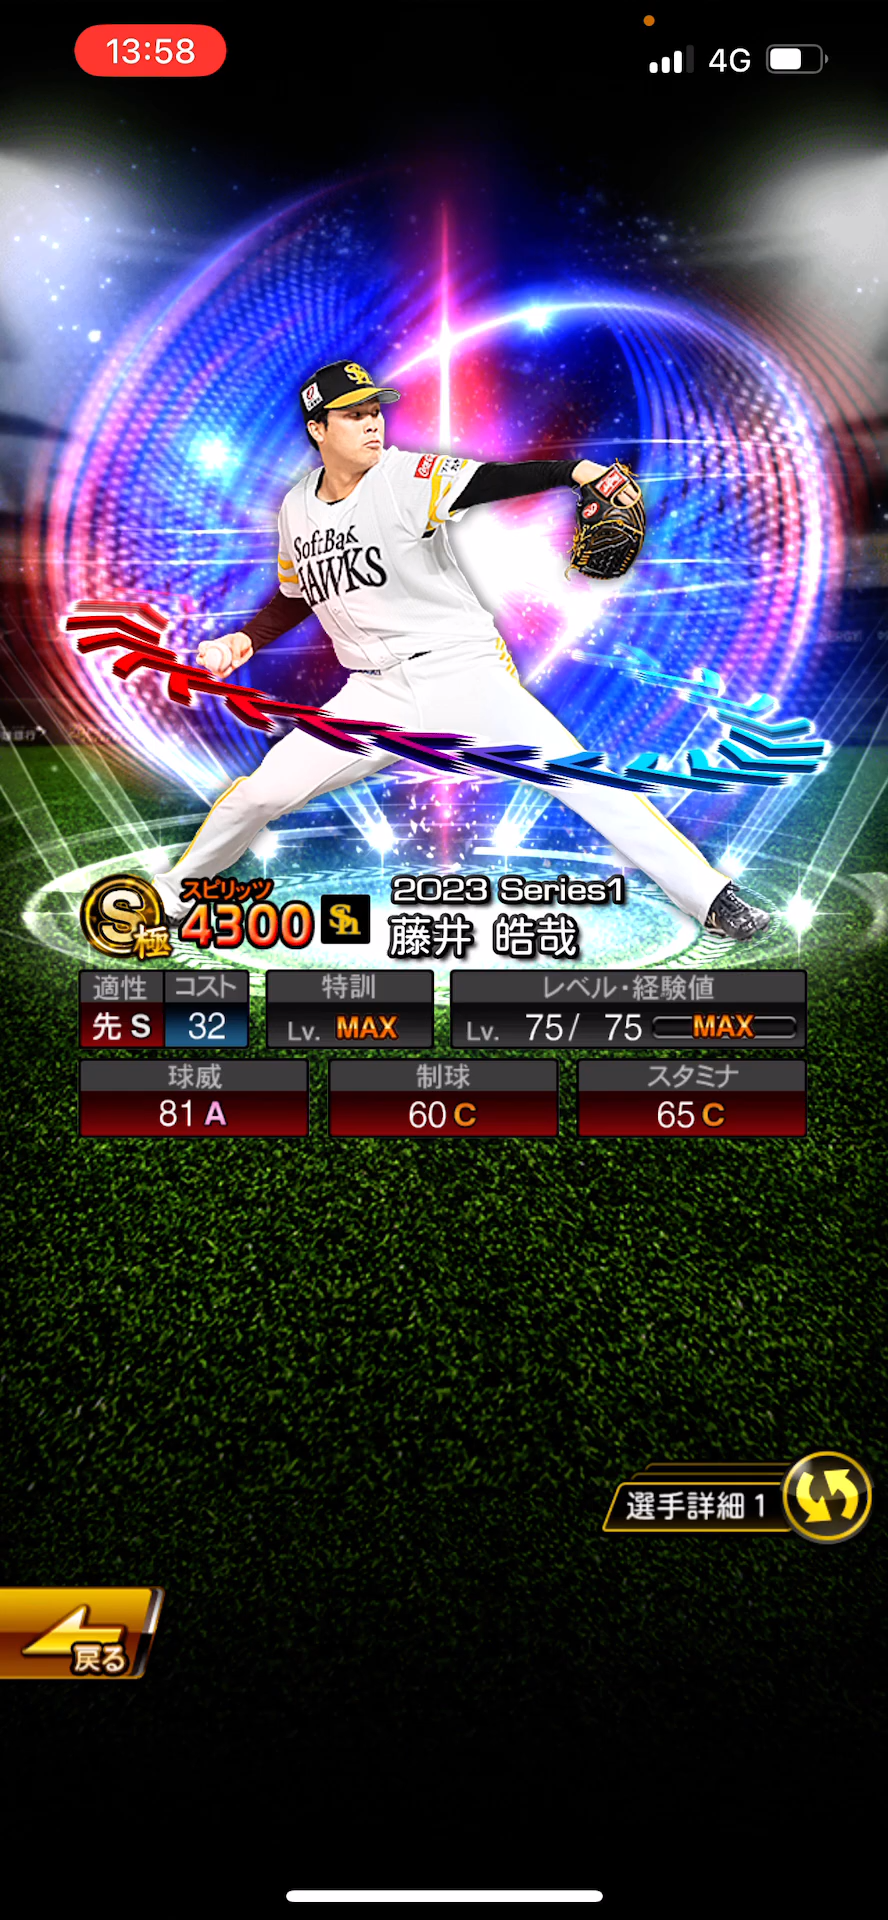 13:58
4G
SoftBank
HAWKS
S極
スピリッツ
4300
2023 Series1
藤井 皓哉
適性 コスト 特訓 レベル・経験値
先 S 32 Lv. MAX Lv. 75/ 75 MAX
球威 制球 スタミナ
81 A 60 C 65 C
選手詳細 1
戻る